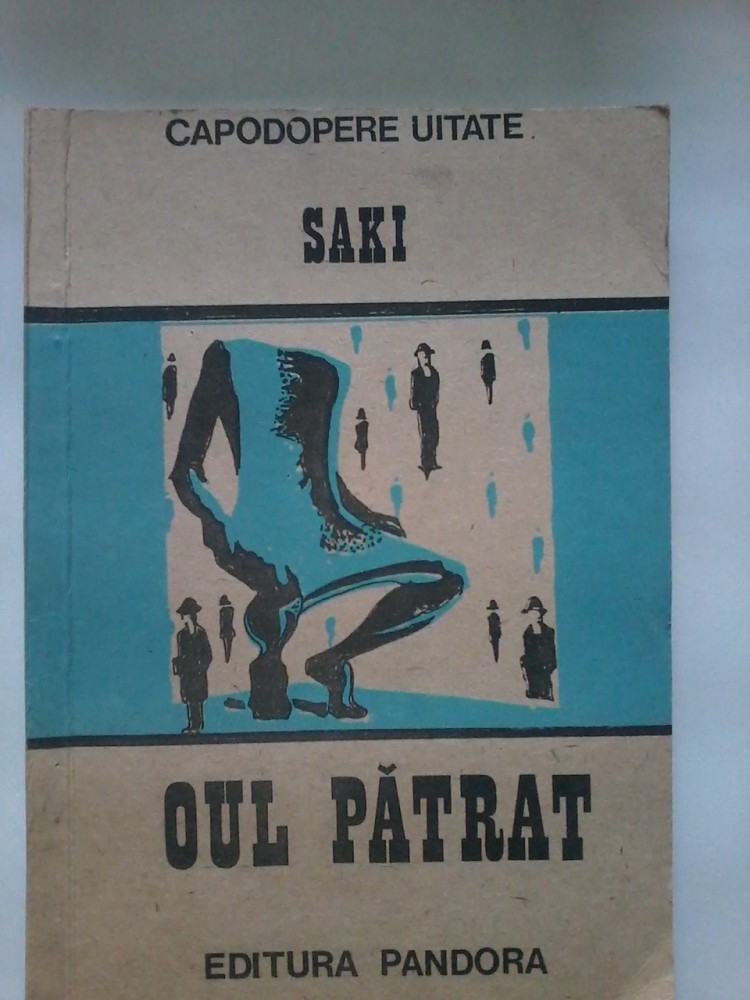 CAPODOPERE UITATE.
SAKI
OUL PĂTRAT
EDITURA PANDORA